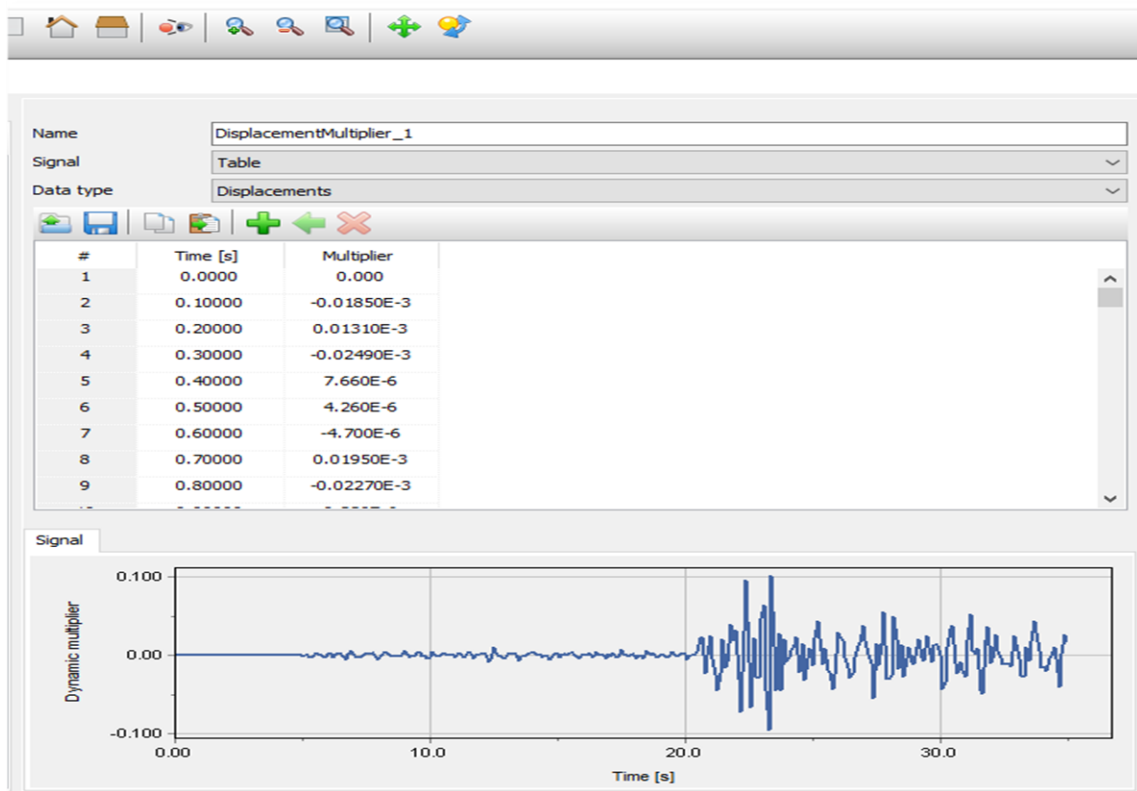 Name DisplacementMultiplier_1
Signal Table
Data type Displacements
# Time [s] Multiplier
1 0.0000 0.000
2 0.10000 -0.01850E-3
3 0.20000 0.01310E-3
4 0.30000 -0.02490E-3
5 0.40000 7.660E-6
6 0.50000 4.260E-6
7 0.60000 -4.700E-6
8 0.70000 0.01950E-3
9 0.80000 -0.02270E-3
Signal
Dynamic multiplier
0.100
0.00
-0.100
0.00 10.0 20.0 30.0
Time [s]